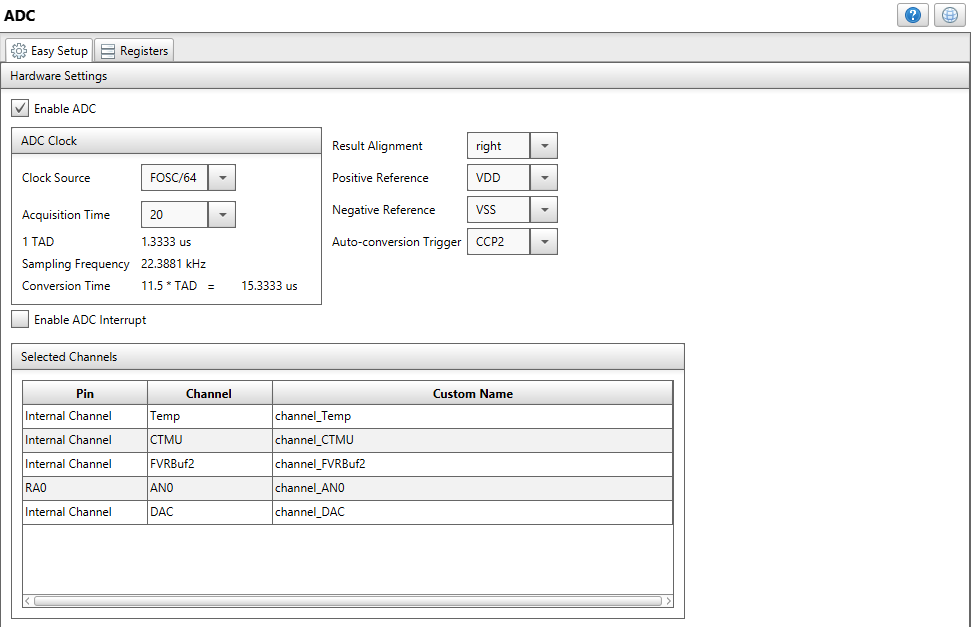 ADC
Easy Setup Registers
Hardware Settings
Enable ADC
ADC Clock
Clock Source FOSC/64
Acquisition Time 20
1 TAD 1.3333 us
Sampling Frequency 22.3881 kHz
Conversion Time 11.5 * TAD = 15.3333 us
Result Alignment right
Positive Reference VDD
Negative Reference VSS
Auto-conversion Trigger CCP2
Enable ADC Interrupt
Selected Channels
Pin Channel Custom Name
Internal Channel Temp channel_Temp
Internal Channel CTMU channel_CTMU
Internal Channel FVRBuf2 channel_FVRBuf2
RA0 AN0 channel_AN0
Internal Channel DAC channel_DAC